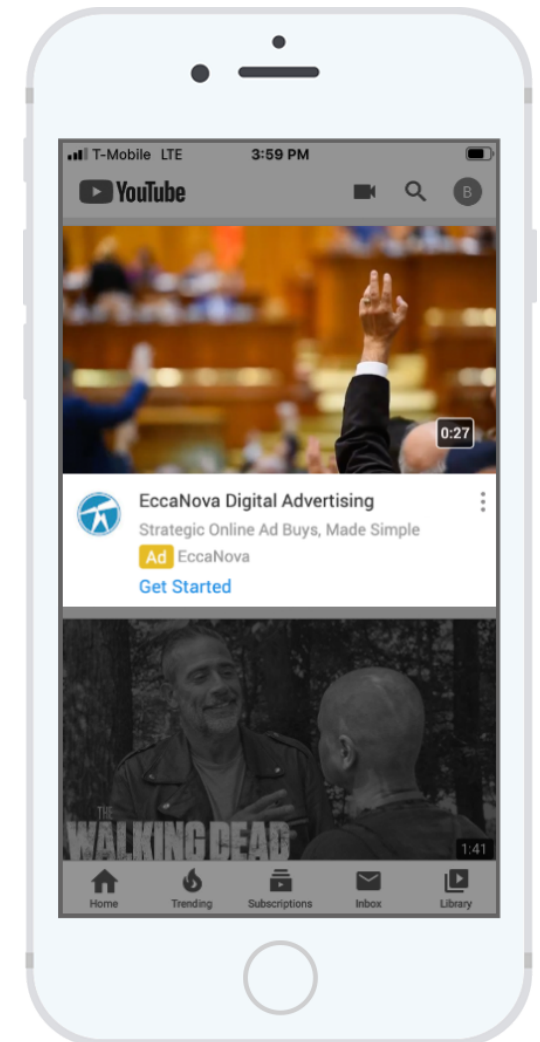 T-Mobile LTE 3:59 PM
YouTube B
0:27
EccaNova Digital Advertising
Strategic Online Ad Buys, Made Simple
Ad EccaNova
Get Started
THE
WALKING DEAD
1:41
Home Trending Subscriptions Inbox Library